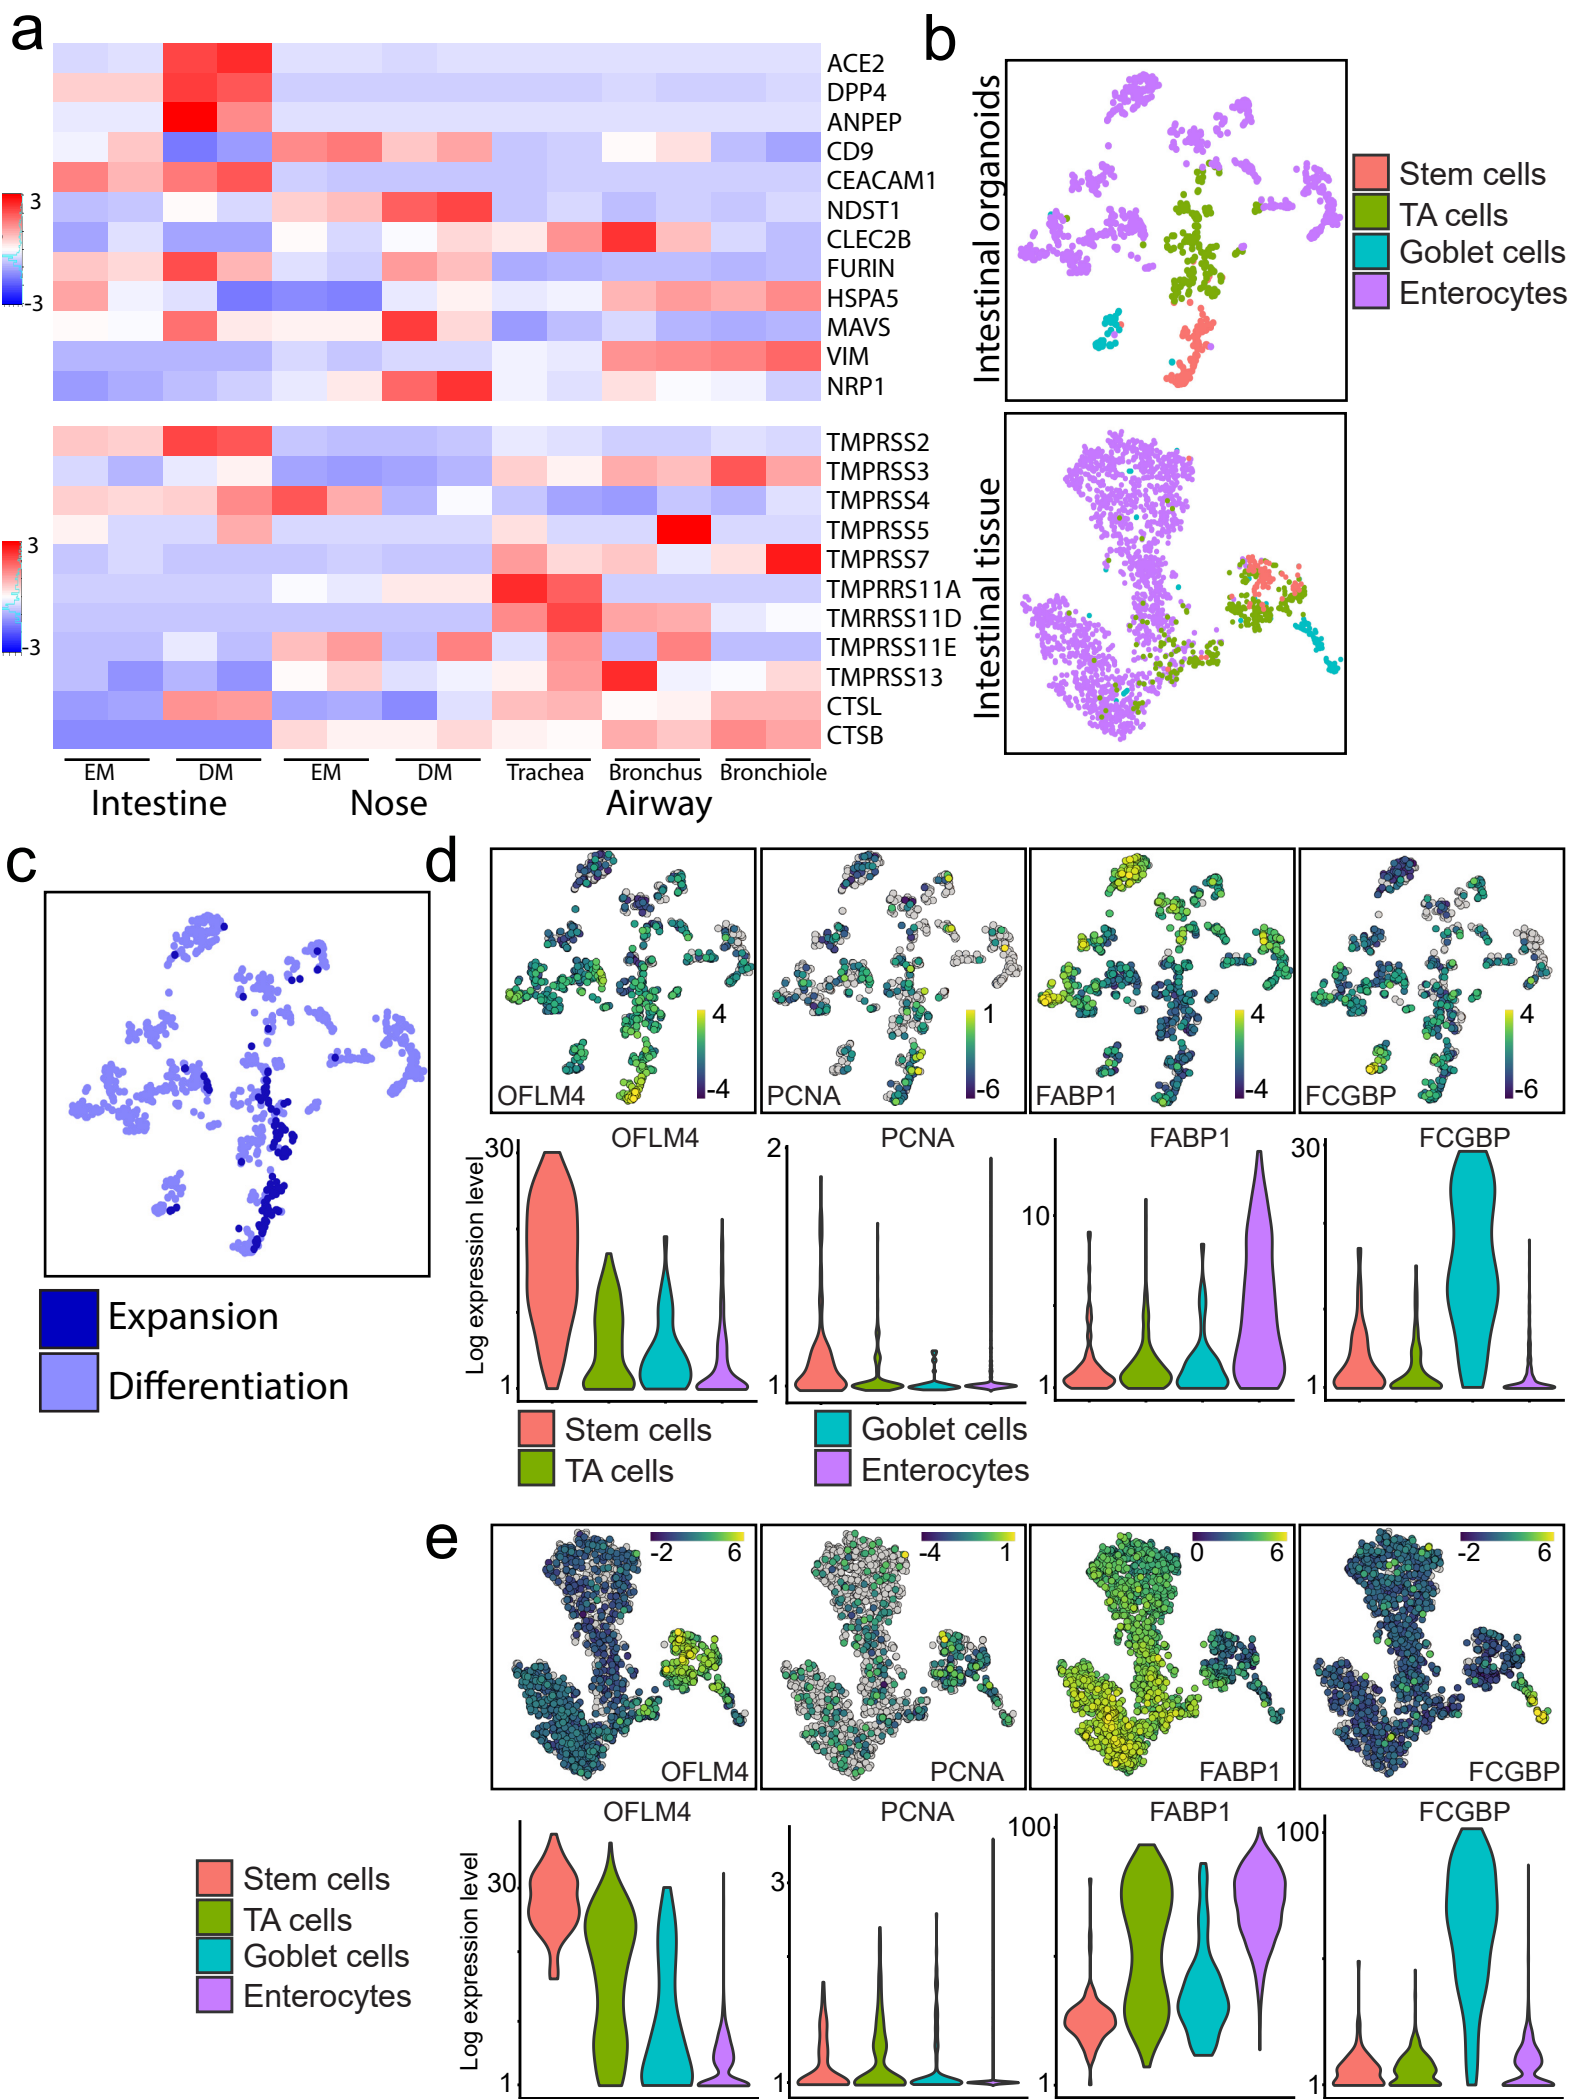 a
ACE2
DPP4
ANPEP
CD9
CEACAM1
NDST1
CLEC2B
FURIN
HSPA5
MAVS
VIM
NRP1
3
-3
TMPRSS2
TMPRSS3
TMPRSS4
TMPRSS5
TMPRSS7
TMPRRS11A
TMRRSS11D
TMPRSS11E
TMPRSS13
CTSL
CTSB
3
-3
EM DM EM DM Trachea Bronchus Bronchiole
Intestine Nose Airway
b
Intestinal organoids
Stem cells
TA cells
Goblet cells
Enterocytes
Intestinal tissue
c
Expansion
Differentiation
d
4
-4
OFLM4
1
-6
PCNA
4
-4
FABP1
4
-6
FCGBP
OFLM4 PCNA FABP1 FCGBP
Log expression level
30
1
2
1
10
1
30
1
Stem cells
TA cells
Goblet cells
Enterocytes
e
-2 6
OFLM4
-4 1
PCNA
0 6
FABP1
-2 6
FCGBP
OFLM4 PCNA FABP1 FCGBP
Stem cells
TA cells
Goblet cells
Enterocytes
Log expression level
30
1
3
1
100
1
100
1